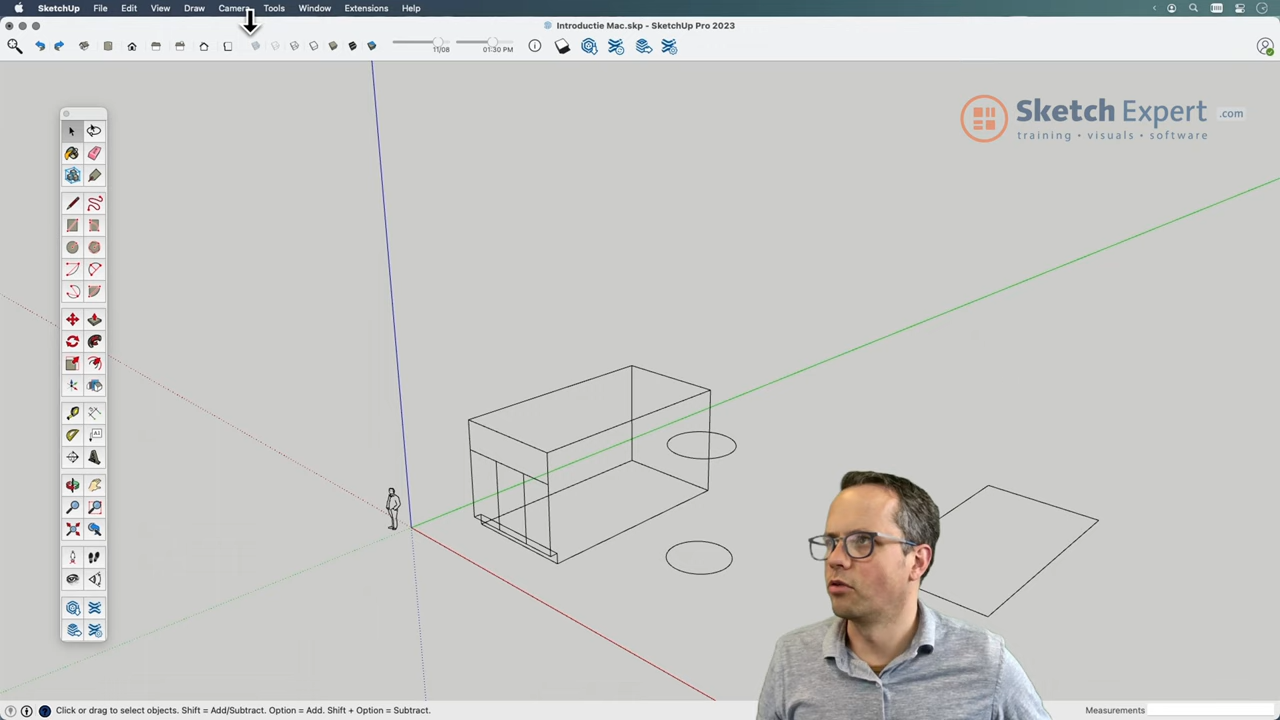 SketchUp File Edit View Draw Camera Tools Window Extensions Help
Introductie Mac.skp - SketchUp Pro 2023
11/08 01:30 PM
Sketch Expert .com
training • visuals • software
A1
Click or drag to select objects. Shift = Add/Subtract. Option = Add. Shift + Option = Subtract.
Measurements